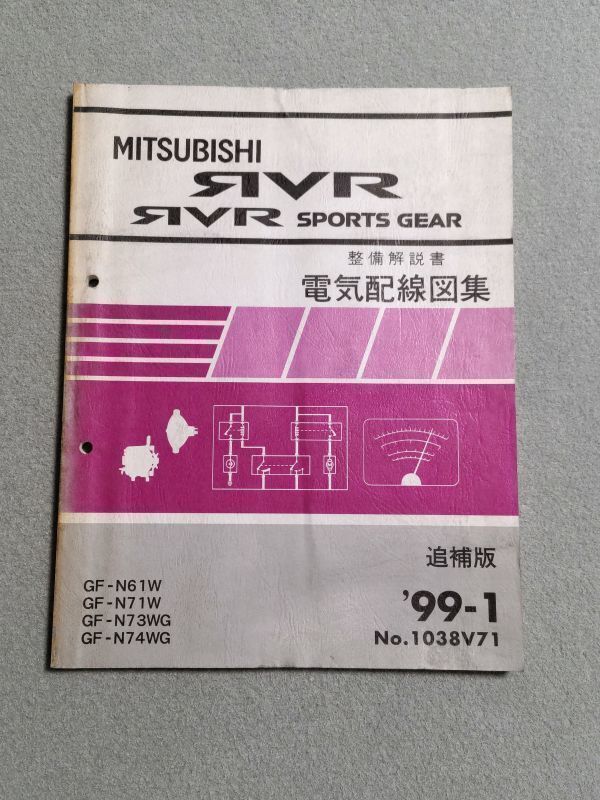 MITSUBISHI
RVR
RVR SPORTS GEAR
整備解説書
電気配線図集
追補版
GF-N61W
GF-N71W
GF-N73WG
GF-N74WG
'99-1
No.1038V71